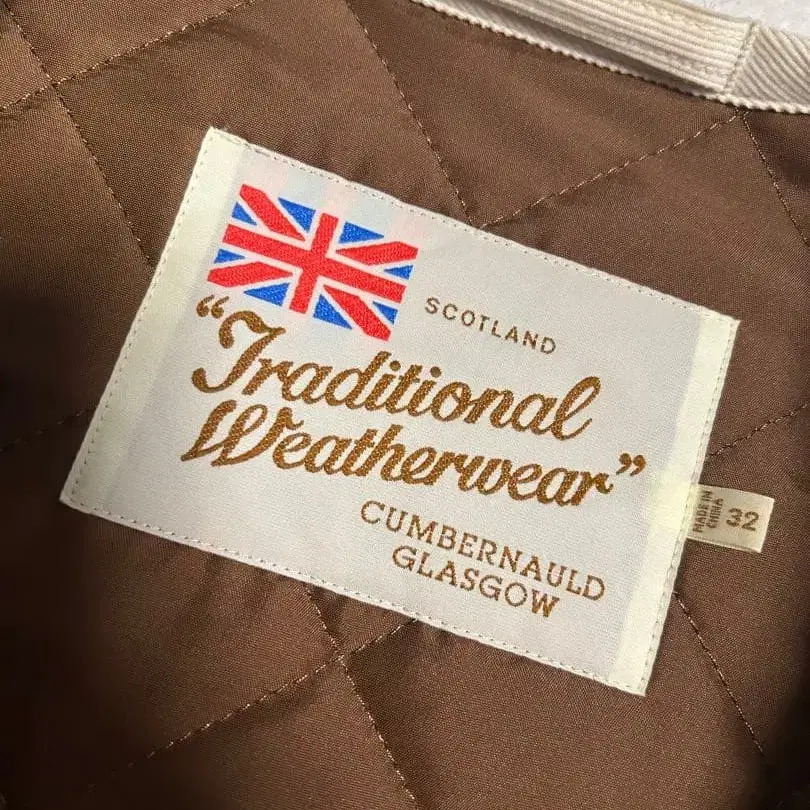 SCOTLAND
“Traditional
Weatherwear”
CUMBERNAULD
GLASGOW
MADE IN
CHINA
32